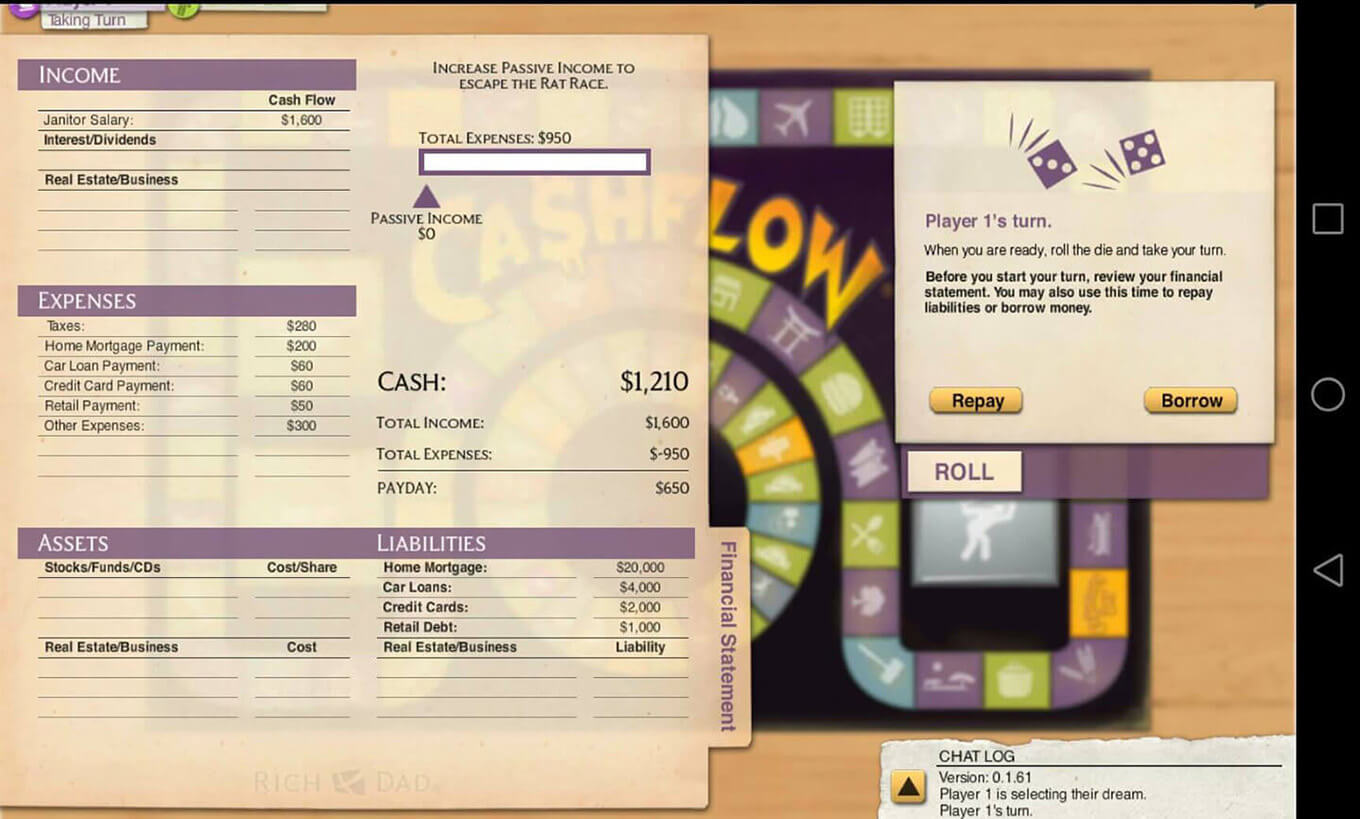 Taking Turn
INCOME
Cash Flow
Janitor Salary: $1,600
Interest/Dividends
Real Estate/Business
INCREASE PASSIVE INCOME TO
ESCAPE THE RAT RACE.
TOTAL EXPENSES: $950
PASSIVE INCOME
$0
EXPENSES
Taxes: $280
Home Mortgage Payment: $200
Car Loan Payment: $60
Credit Card Payment: $60
Retail Payment: $50
Other Expenses: $300
CASH: $1,210
TOTAL INCOME: $1,600
TOTAL EXPENSES: $-950
PAYDAY: $650
ASSETS
Stocks/Funds/CDs Cost/Share
Real Estate/Business Cost
LIABILITIES
Home Mortgage: $20,000
Car Loans: $4,000
Credit Cards: $2,000
Retail Debt: $1,000
Real Estate/Business Liability
RICH DAD
Financial Statement
CASHFLOW
Player 1's turn.
When you are ready, roll the die and take your turn.
Before you start your turn, review your financial
statement. You may also use this time to repay
liabilities or borrow money.
Repay
Borrow
ROLL
CHAT LOG
Version: 0.1.61
Player 1 is selecting their dream.
Player 1's turn.